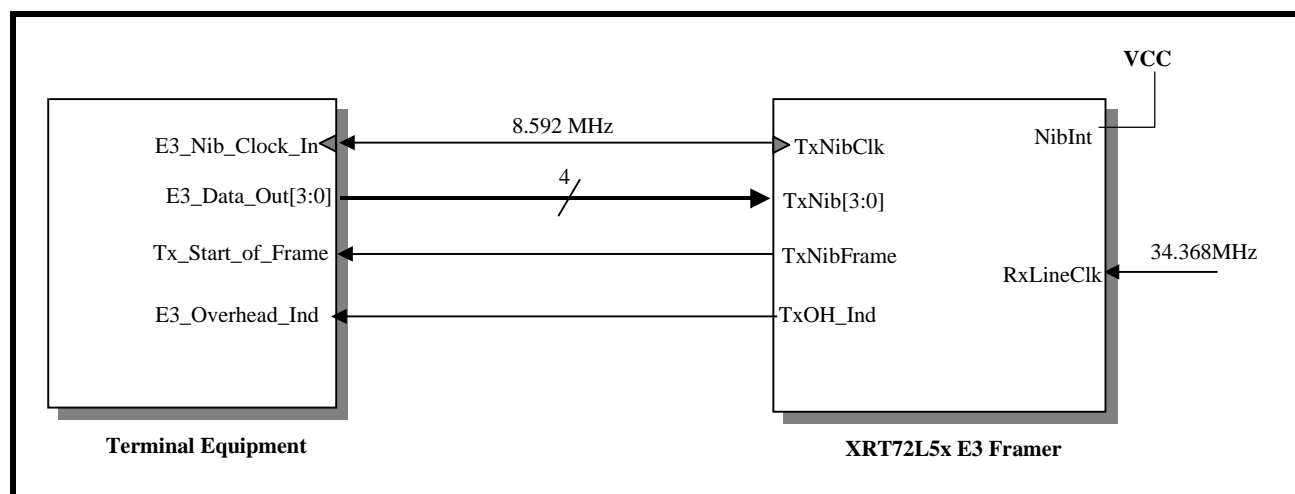 VCC
8.592 MHz
E3_Nib_Clock_In
TxNibClk
NibInt
4
E3_Data_Out[3:0]
TxNib[3:0]
Tx_Start_of_Frame
TxNibFrame
34.368MHz
RxLineClk
E3_Overhead_Ind
TxOH_Ind
Terminal Equipment
XRT72L5x E3 Framer